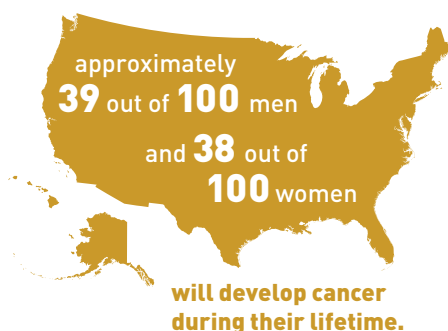 approximately
39 out of 100 men
and 38 out of
100 women
will develop cancer
during their lifetime.